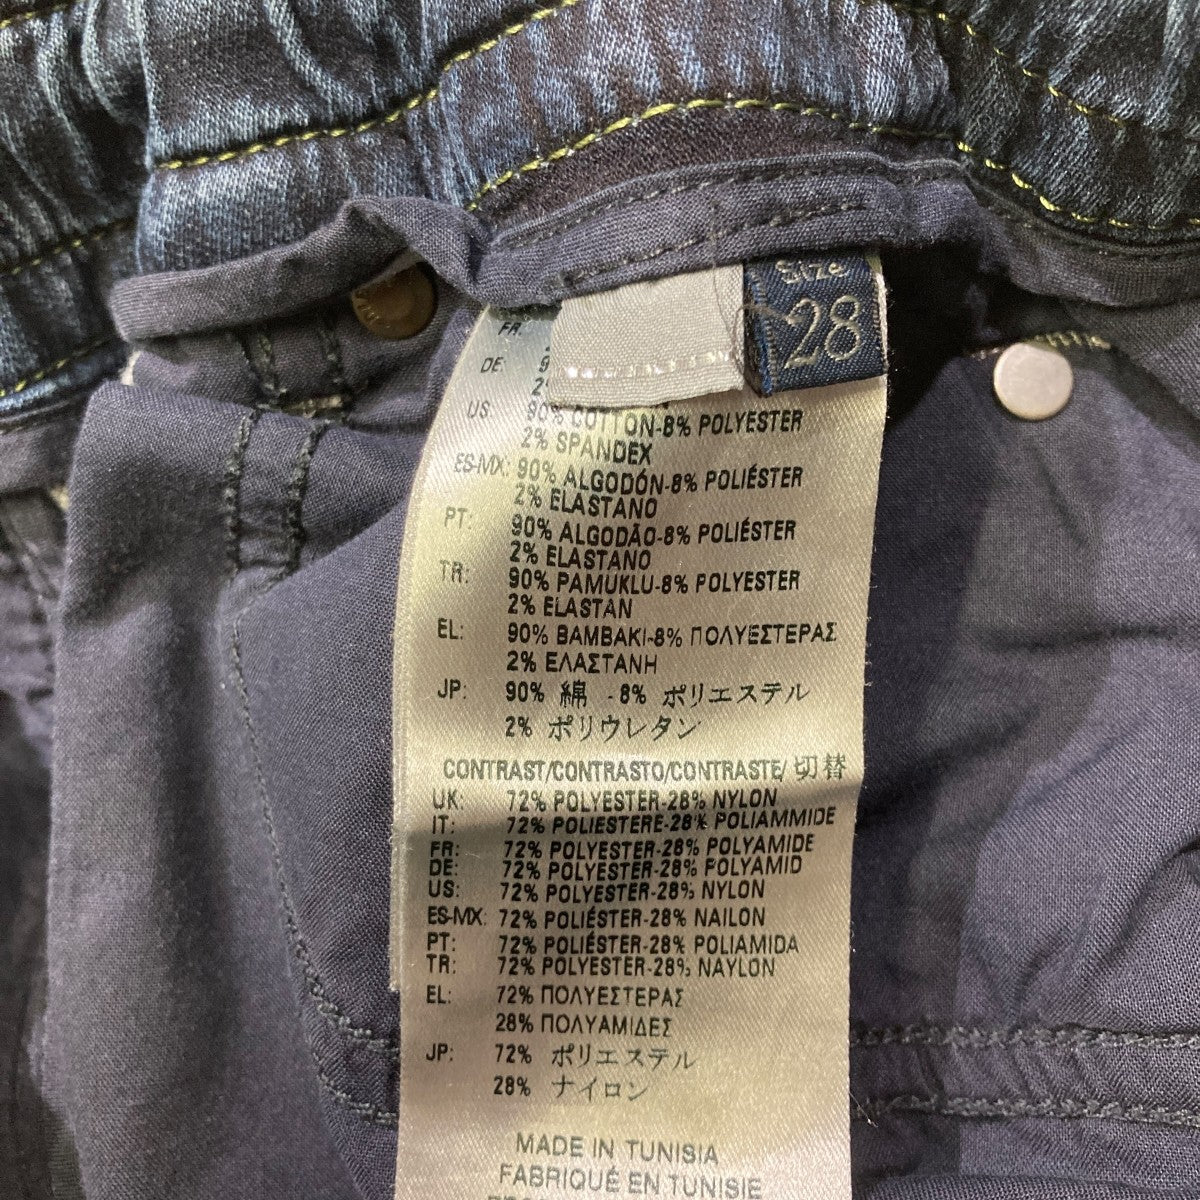 Size
28
FR:
DE:
US: 90% COTTON-8% POLYESTER
2% SPANDEX
ES-MX: 90% ALGODÓN-8% POLIÉSTER
2% ELASTANO
PT: 90% ALGODÃO-8% POLIÉSTER
2% ELASTANO
TR: 90% PAMUKLU-8% POLYESTER
2% ELASTAN
EL: 90% ΒΑΜΒΑΚΙ-8% ΠΟΛΥΕΣΤΕΡΑΣ
2% ΕΛΑΣΤΑΝΗ
JP: 90% 綿 -8% ポリエステル
2% ポリウレタン
CONTRAST/CONTRASTO/CONTRASTE/ 切替
UK: 72% POLYESTER-28% NYLON
IT: 72% POLIESTERE-28% POLIAMMIDE
FR: 72% POLYESTER-28% POLYAMIDE
DE: 72% POLYESTER-28% POLYAMID
US: 72% POLYESTER-28% NYLON
ES-MX: 72% POLIÉSTER-28% NAILON
PT: 72% POLIÉSTER-28% POLIAMIDA
TR: 72% POLYESTER-28% NAYLON
EL: 72% ΠΟΛΥΕΣΤΕΡΑΣ
28% ΠΟΛΥΑΜΙΔΕΣ
JP: 72% ポリエステル
28% ナイロン
MADE IN TUNISIA
FABRIQUÉ EN TUNISIE